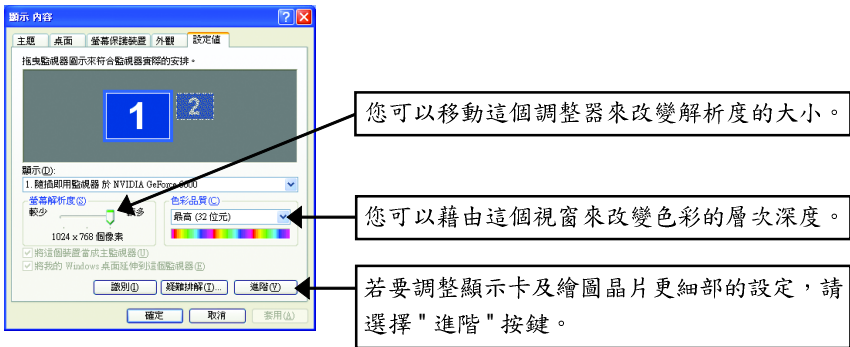 顯示 內容
主題 桌面 螢幕保護裝置 外觀 設定值
拖曳監視器圖示來符合監視器實際的安排。
1 2
您可以移動這個調整器來改變解析度的大小。
顯示(D):
1. 隨插即用監視器 於 NVIDIA GeForce 6600
螢幕解析度(S)
較少 較多
1024 x 768 個像素
色彩品質(C)
最高 (32 位元)
您可以藉由這個視窗來改變色彩的層次深度。
將這個裝置當成主監視器(U)
將我的 Windows 桌面延伸到這個監視器(E)
識別(I) 疑難排解(T)... 進階(V)
若要調整顯示卡及繪圖晶片更細部的設定，請
選擇 " 進階 " 按鍵。
確定 取消 套用(A)